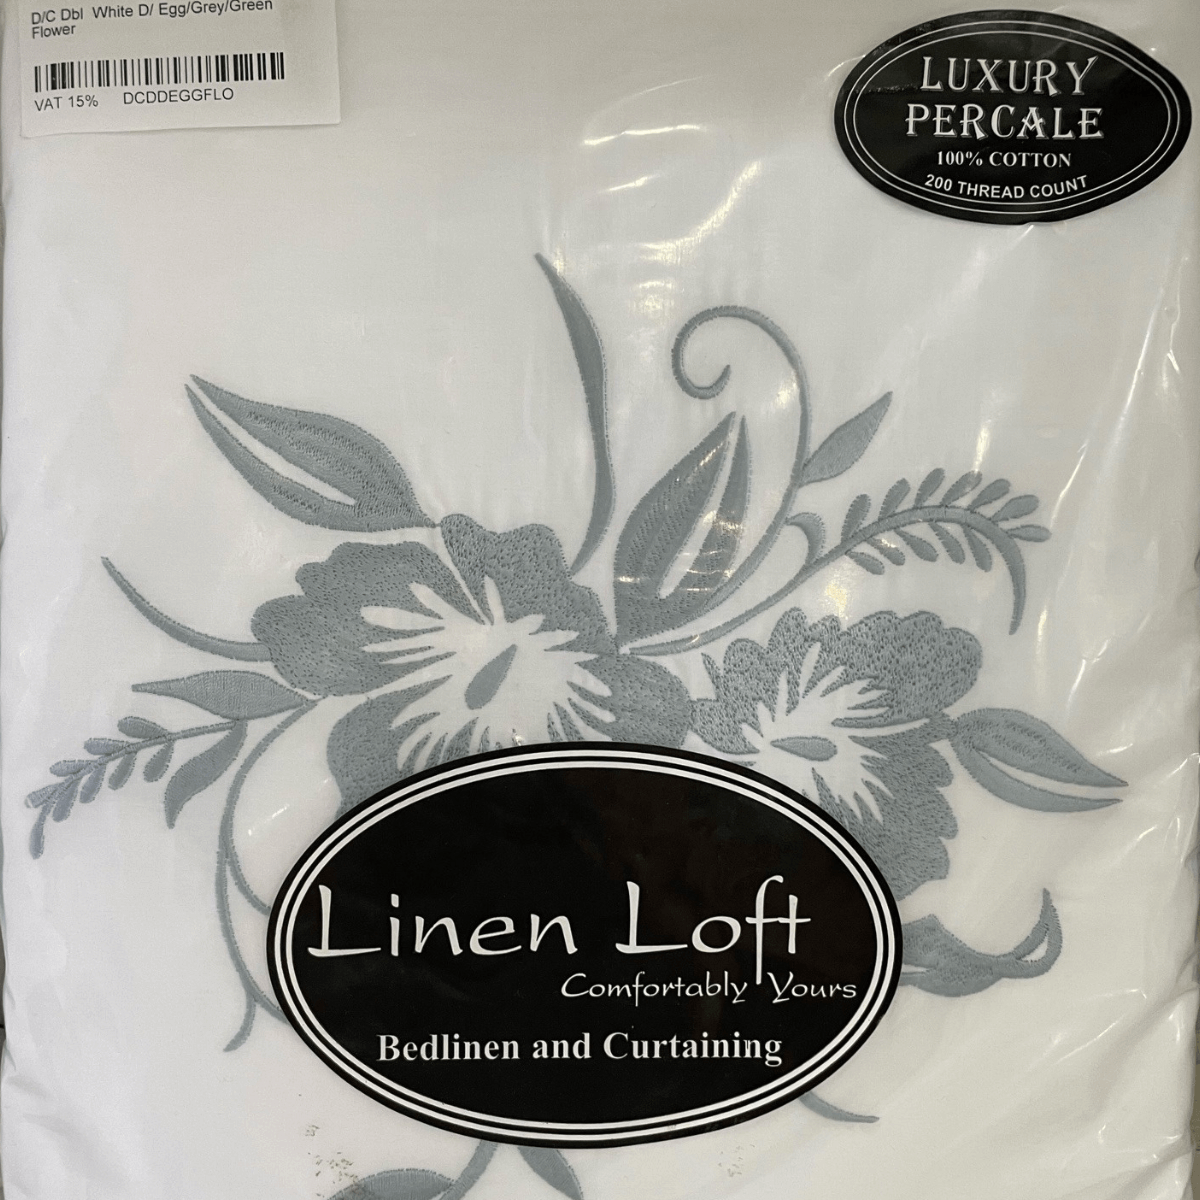 D/C Dbl White D/ Egg/Grey/Green
Flower
VAT 15% DCDDEGGFLO
LUXURY
PERCALE
100% COTTON
200 THREAD COUNT
Linen Loft
Comfortably Yours
Bedlinen and Curtaining